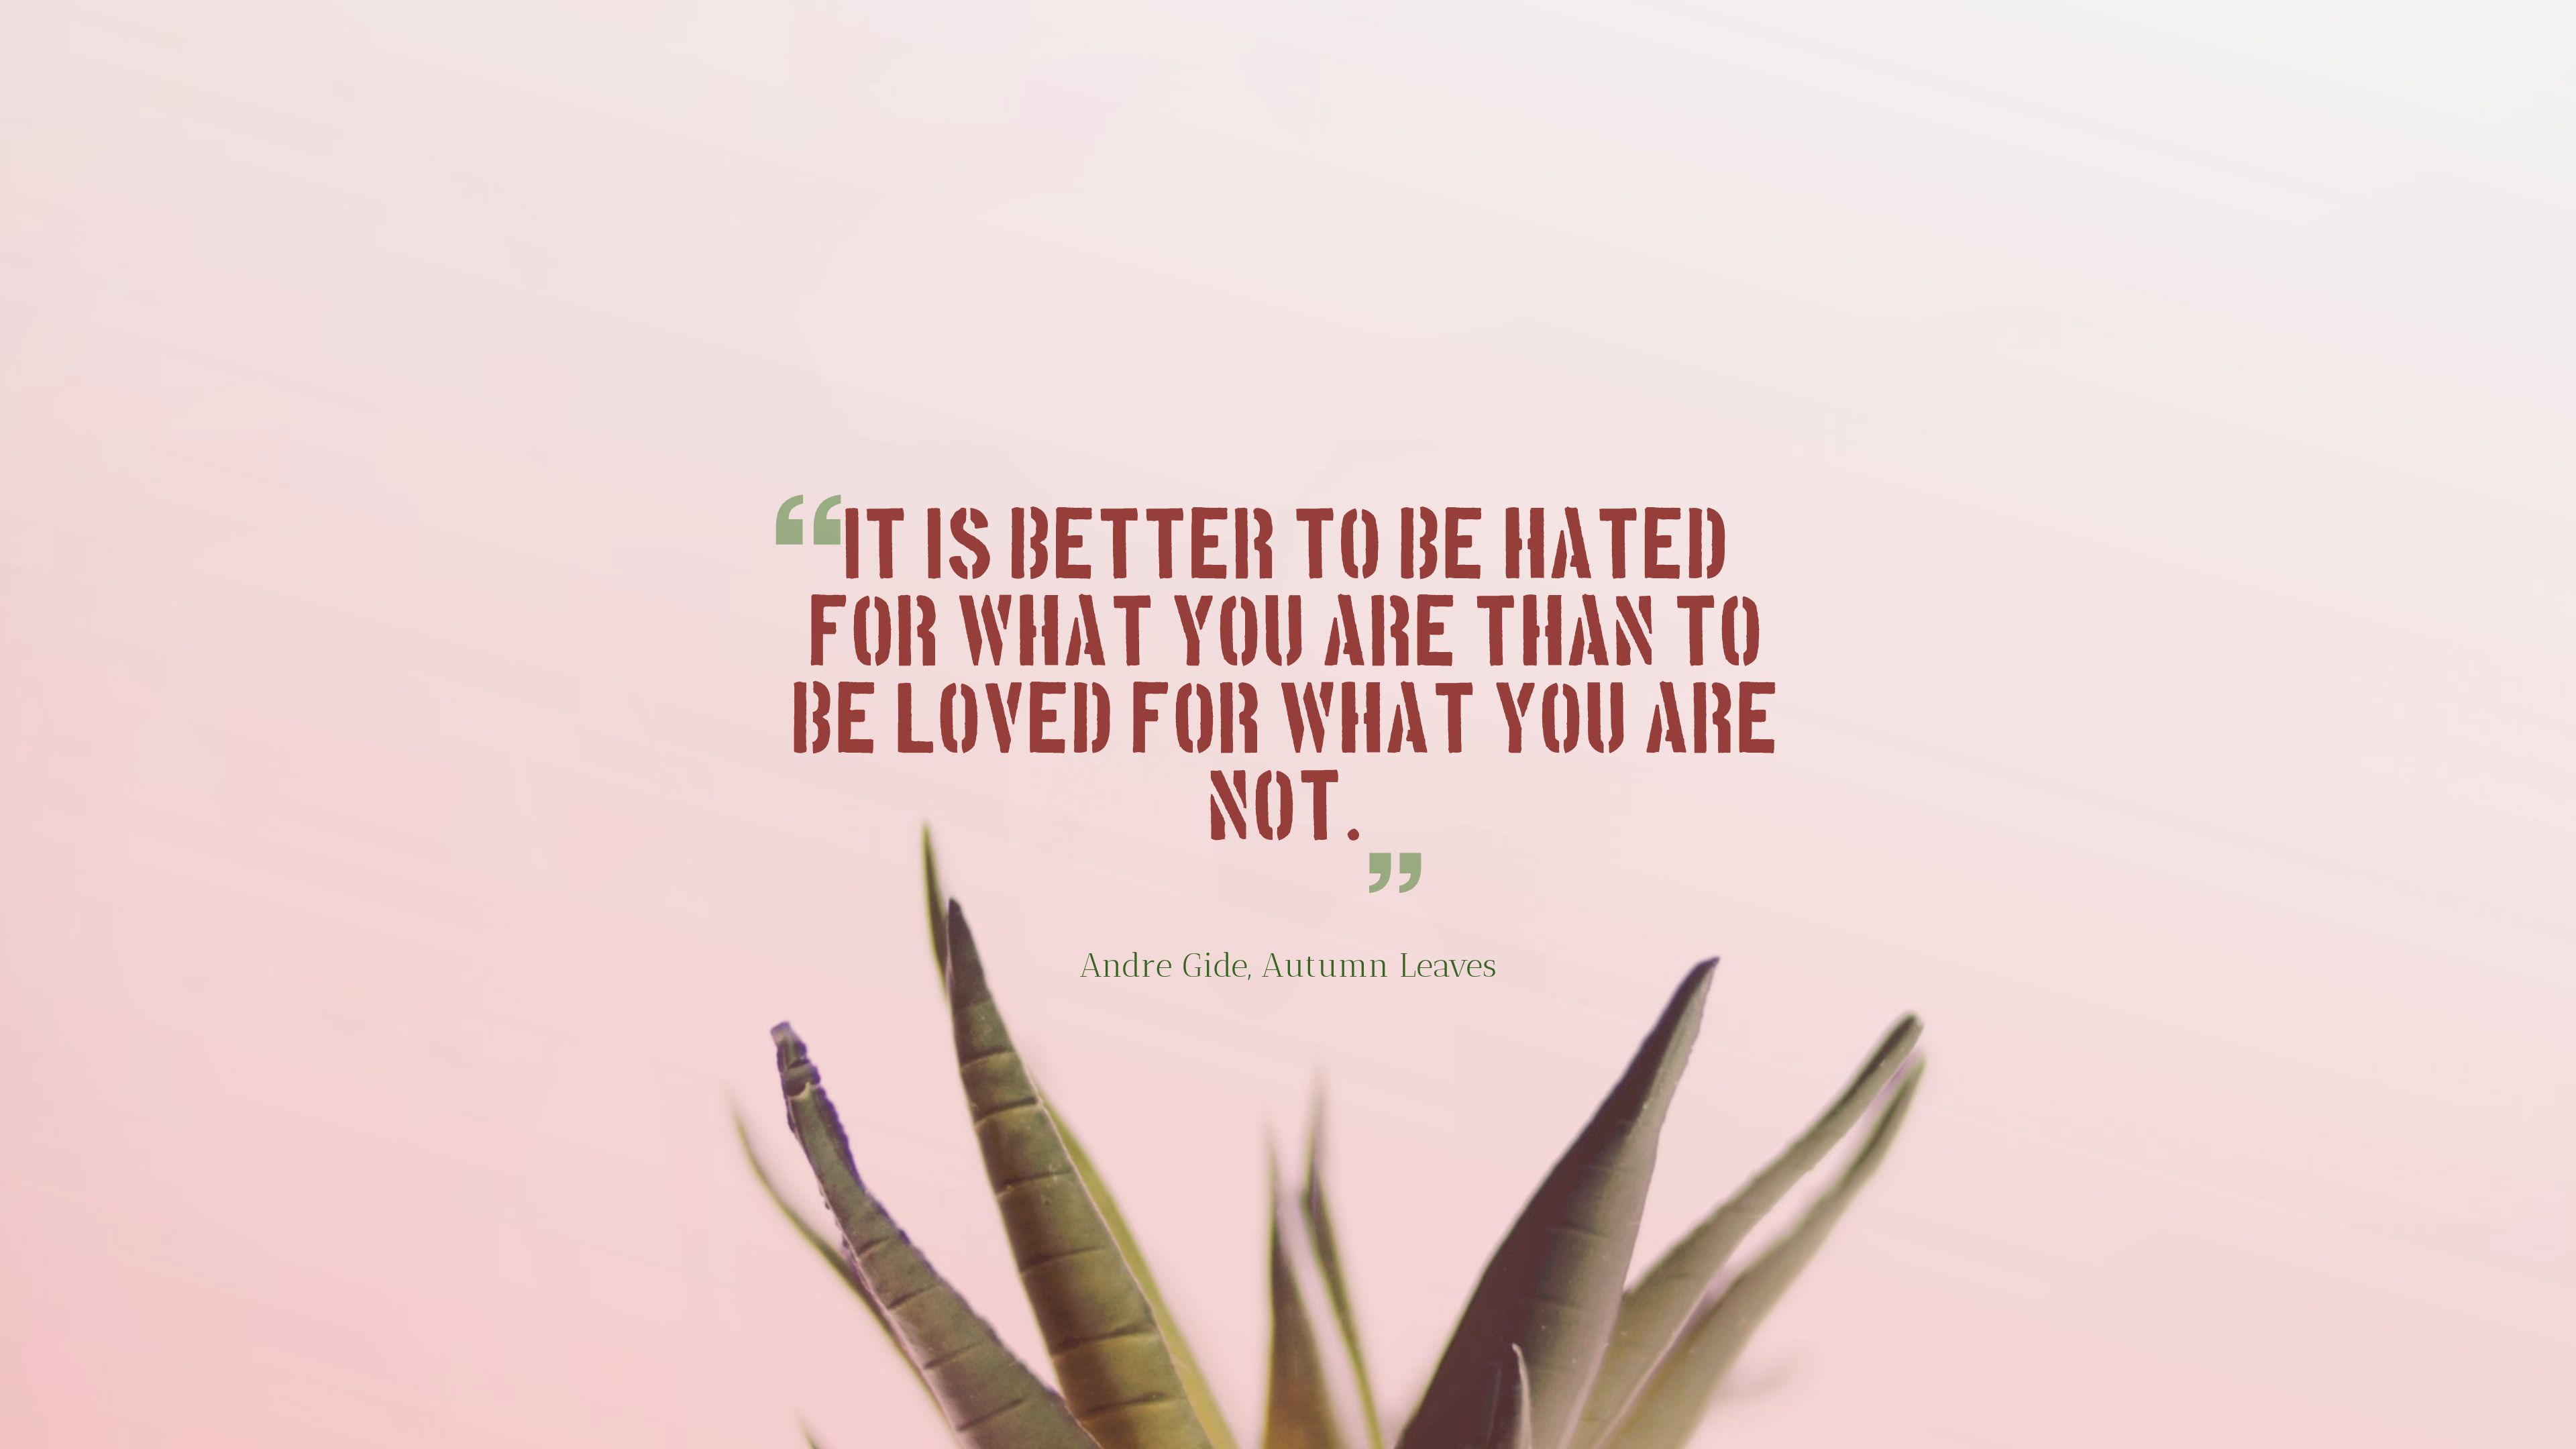 “IT IS BETTER TO BE HATED
FOR WHAT YOU ARE THAN TO
BE LOVED FOR WHAT YOU ARE
NOT.
”
Andre Gide, Autumn Leaves